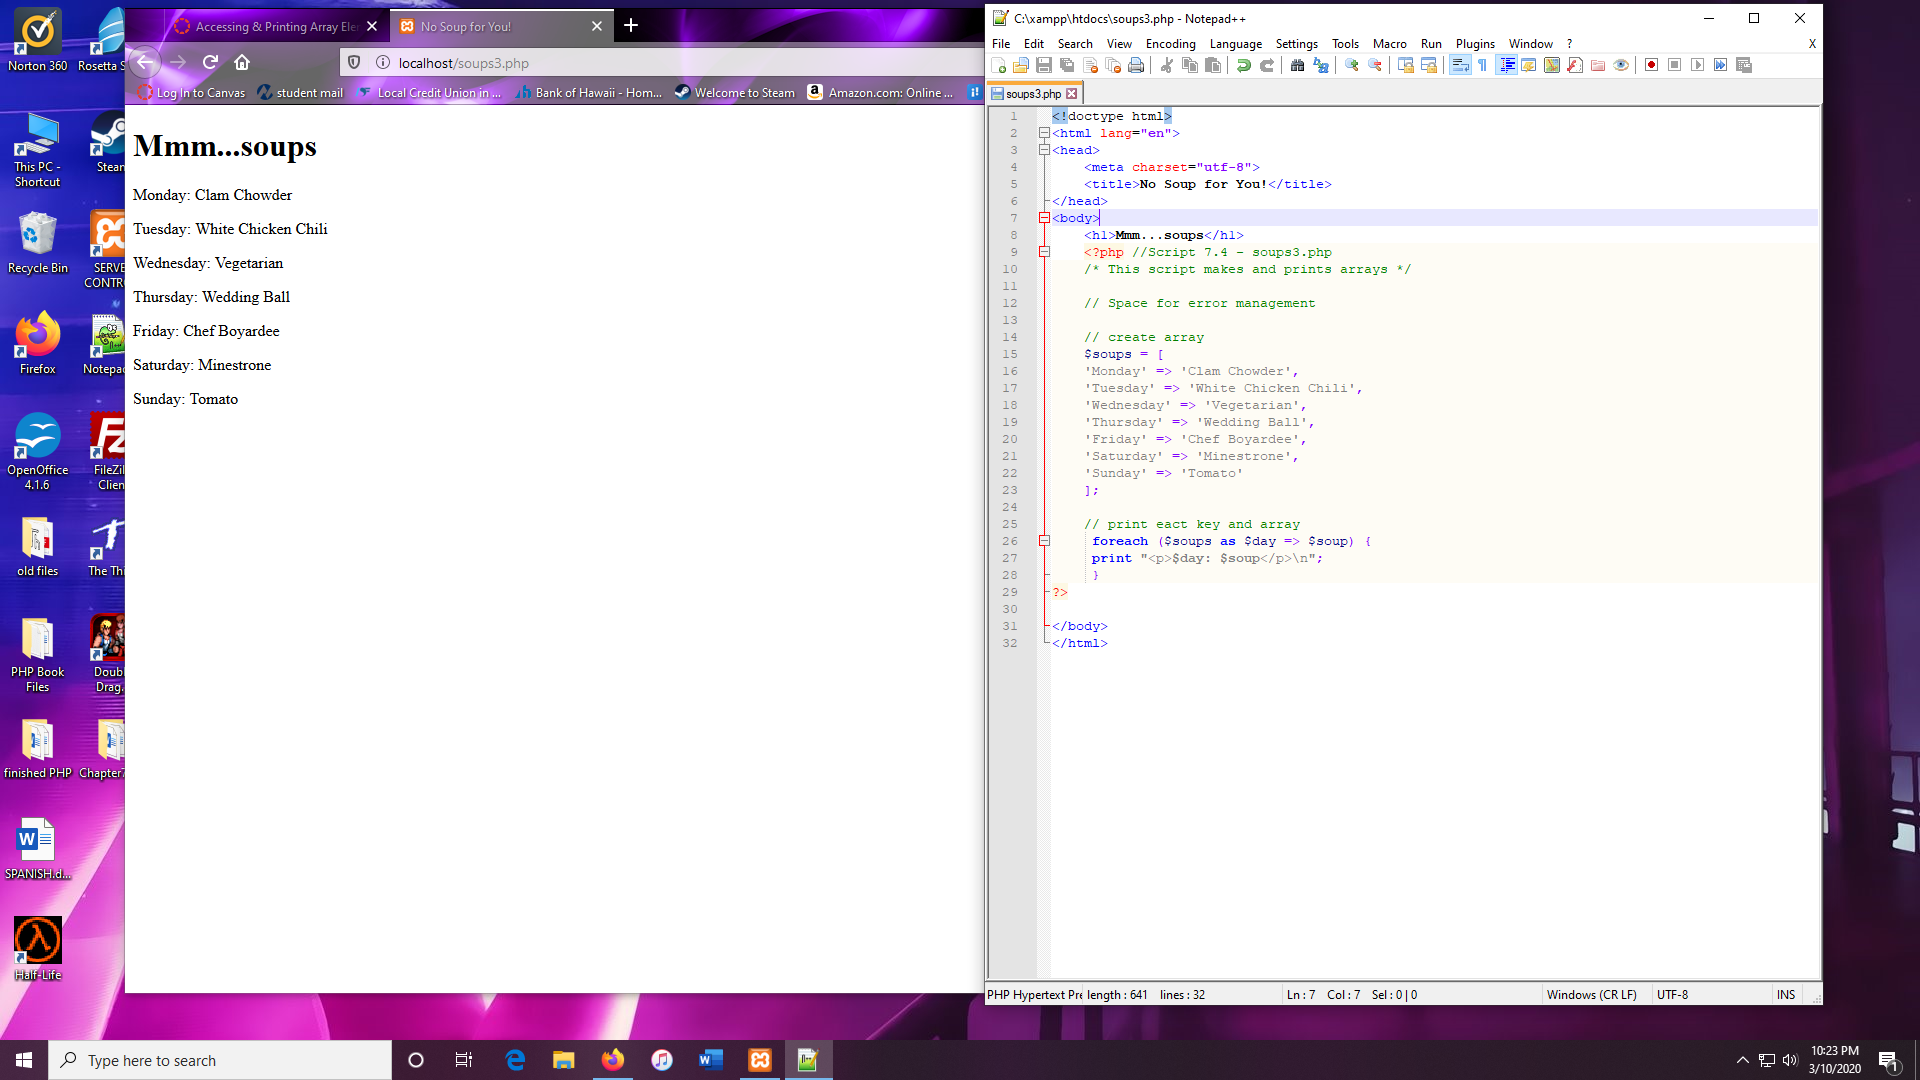 Norton 360
Rosetta S
This PC - Shortcut
Steam
Recycle Bin
SERVE
CONTR
Firefox
Notepa
OpenOffice 4.1.6
FileZil
Clien
old files
The Thi
PHP Book Files
Doubl
Drag.
finished PHP
Chapter7
SPANISH.d...
Half-Life
Accessing & Printing Array Ele
No Soup for You!
localhost/soups3.php
Log In to Canvas
student mail
Local Credit Union in ...
Bank of Hawaii - Hom...
Welcome to Steam
Amazon.com: Online ...
Mmm...soups
Monday: Clam Chowder
Tuesday: White Chicken Chili
Wednesday: Vegetarian
Thursday: Wedding Ball
Friday: Chef Boyardee
Saturday: Minestrone
Sunday: Tomato
C:\xampp\htdocs\soups3.php - Notepad++
File Edit Search View Encoding Language Settings Tools Macro Run Plugins Window ? X
soups3.php
1 <!doctype html>
2 <html lang="en">
3 <head>
4 <meta charset="utf-8">
5 <title>No Soup for You!</title>
6 </head>
7 <body>
8 <h1>Mmm...soups</h1>
9 <?php //Script 7.4 - soups3.php
10 /* This script makes and prints arrays */
11
12 // Space for error management
13
14 // create array
15 $soups = [
16 'Monday' => 'Clam Chowder',
17 'Tuesday' => 'White Chicken Chili',
18 'Wednesday' => 'Vegetarian',
19 'Thursday' => 'Wedding Ball',
20 'Friday' => 'Chef Boyardee',
21 'Saturday' => 'Minestrone',
22 'Sunday' => 'Tomato'
23 ];
24
25 // print eact key and array
26 foreach ($soups as $day => $soup) {
27 print "<p>$day: $soup</p>\n";
28 }
29 ?>
30
31 </body>
32 </html>
PHP Hypertext Pre length : 641 lines : 32 Ln : 7 Col : 7 Sel : 0 | 0 Windows (CR LF) UTF-8 INS
Type here to search
10:23 PM
3/10/2020
1